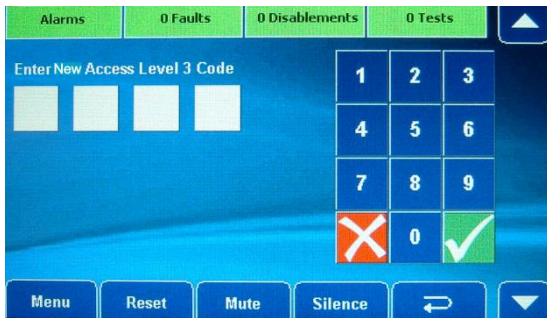 Alarms 0 Faults 0 Disablements 0 Tests
Enter New Access Level 3 Code
1 2 3
4 5 6
7 8 9
0
Menu Reset Mute Silence